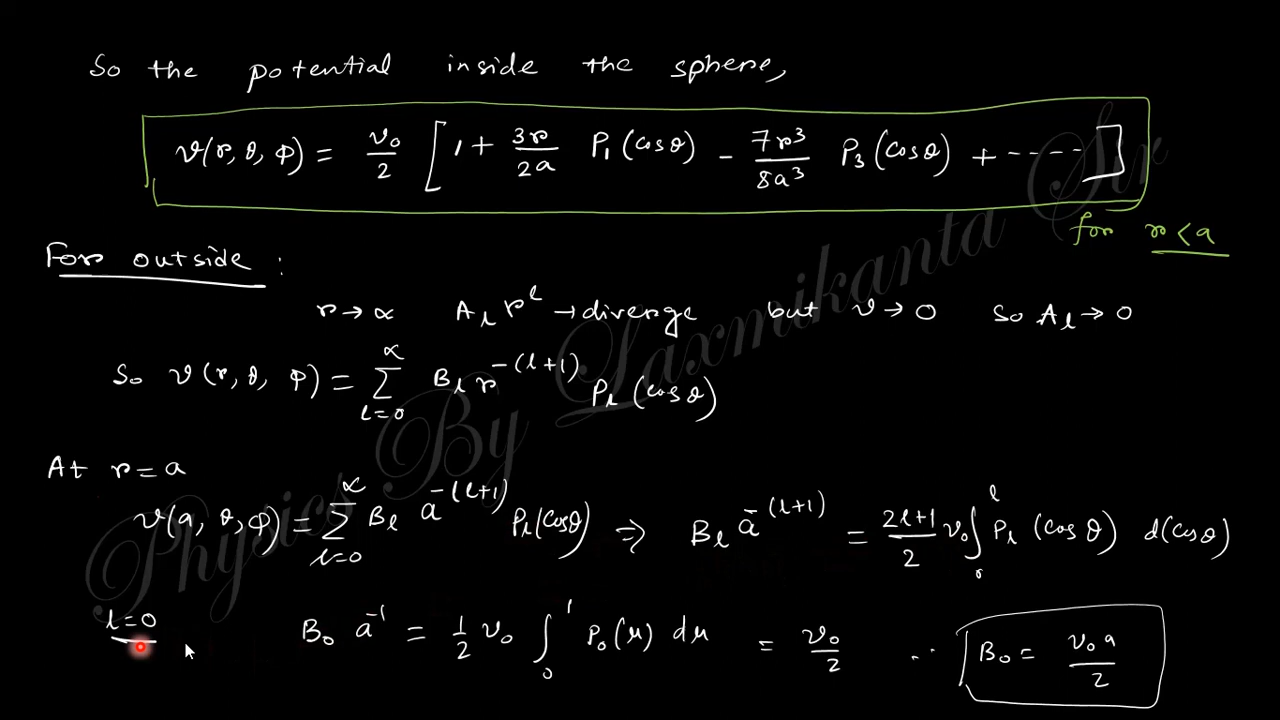 So the potential inside the sphere,
v(r, θ, φ) = v₀/2 [1 + 3r/2a P₁(cosθ) − 7r³/8a³ P₃(cosθ) + ----- ]
for r < a
For outside :
r → ∝ A_l r^l → diverge but v → 0 So A_l → 0
So v(r, θ, φ) = Σ_{l=0}^{∝} B_l r^{-(l+1)} P_l(cosθ)
At r = a
v(a, θ, φ) = Σ_{l=0}^{∝} B_l a^{-(l+1)} P_l(cosθ) ⇒ B_l a^{-(l+1)} = (2l+1)/2 v₀ ∫ P_l(cosθ) d(cosθ)
l=0 B₀ a^{-1} = 1/2 v₀ ∫₀¹ P₀(μ) dμ = v₀/2 ∴ B₀ = v₀a/2
Physics By Laxmikanta Sir